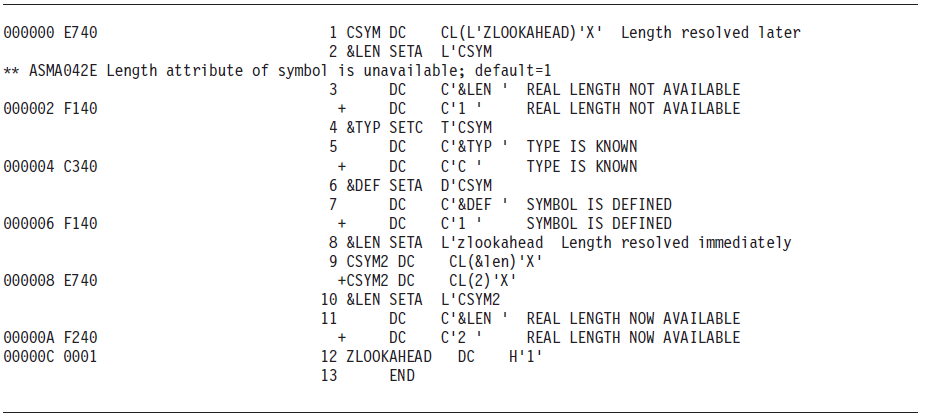 000000 E740                       1 CSYM DC    CL(L'ZLOOKAHEAD)'X'  Length resolved later
                                  2 &LEN SETA  L'CSYM
** ASMA042E Length attribute of symbol is unavailable; default=1
                                  3      DC    C'&LEN '  REAL LENGTH NOT AVAILABLE
000002 F140                        +     DC    C'1 '     REAL LENGTH NOT AVAILABLE
                                  4 &TYP SETC  T'CSYM
                                  5      DC    C'&TYP '  TYPE IS KNOWN
000004 C340                        +     DC    C'C '     TYPE IS KNOWN
                                  6 &DEF SETA  D'CSYM
                                  7      DC    C'&DEF '  SYMBOL IS DEFINED
000006 F140                        +     DC    C'1 '     SYMBOL IS DEFINED
                                  8 &LEN SETA  L'zlookahead  Length resolved immediately
                                  9 CSYM2 DC    CL(&len)'X'
000008 E740                        +CSYM2 DC    CL(2)'X'
                                 10 &LEN SETA  L'CSYM2
                                 11      DC    C'&LEN '  REAL LENGTH NOW AVAILABLE
00000A F240                        +     DC    C'2 '     REAL LENGTH NOW AVAILABLE
00000C 0001                      12 ZLOOKAHEAD   DC    H'1'
                                 13      END